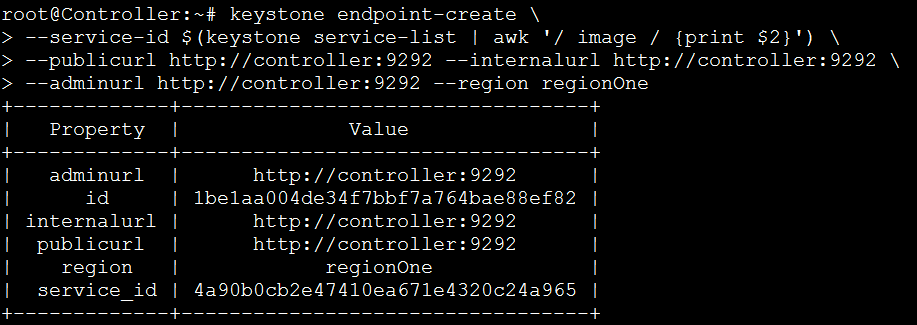 root@Controller:~# keystone endpoint-create \
> --service-id $(keystone service-list | awk '/ image / {print $2}') \
> --publicurl http://controller:9292 --internalurl http://controller:9292 \
> --adminurl http://controller:9292 --region regionOne
+-------------+----------------------------------+
|   Property  |              Value               |
+-------------+----------------------------------+
|   adminurl  |      http://controller:9292      |
|      id     | 1be1aa004de34f7bbf7a764bae88ef82 |
| internalurl |      http://controller:9292      |
|  publicurl  |      http://controller:9292      |
|    region   |            regionOne             |
|  service_id | 4a90b0cb2e47410ea671e4320c24a965 |
+-------------+----------------------------------+